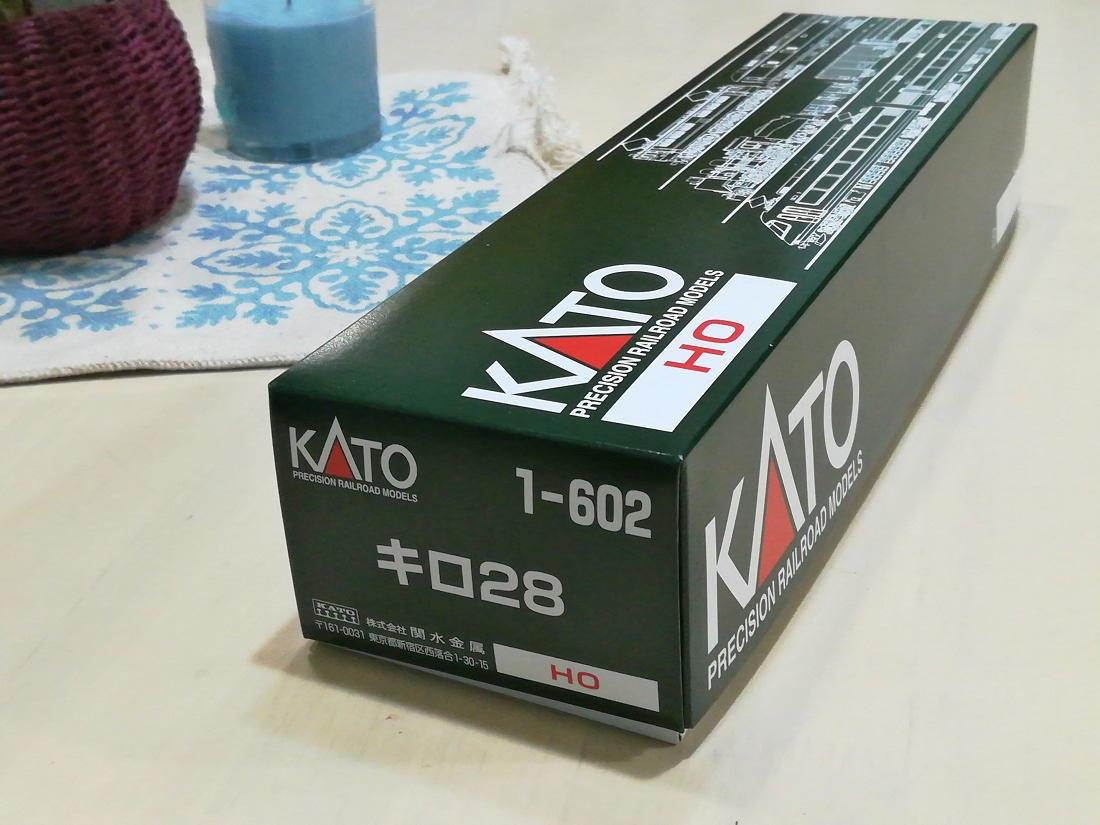 KATO
PRECISION RAILROAD MODELS
HO
KATO
PRECISION RAILROAD MODELS
1-602
キロ28
KATO
株式会社 関水金属
〒161-0031 東京都新宿区西落合1-30-15
HO
KATO
PRECISION RAILROAD MODELS